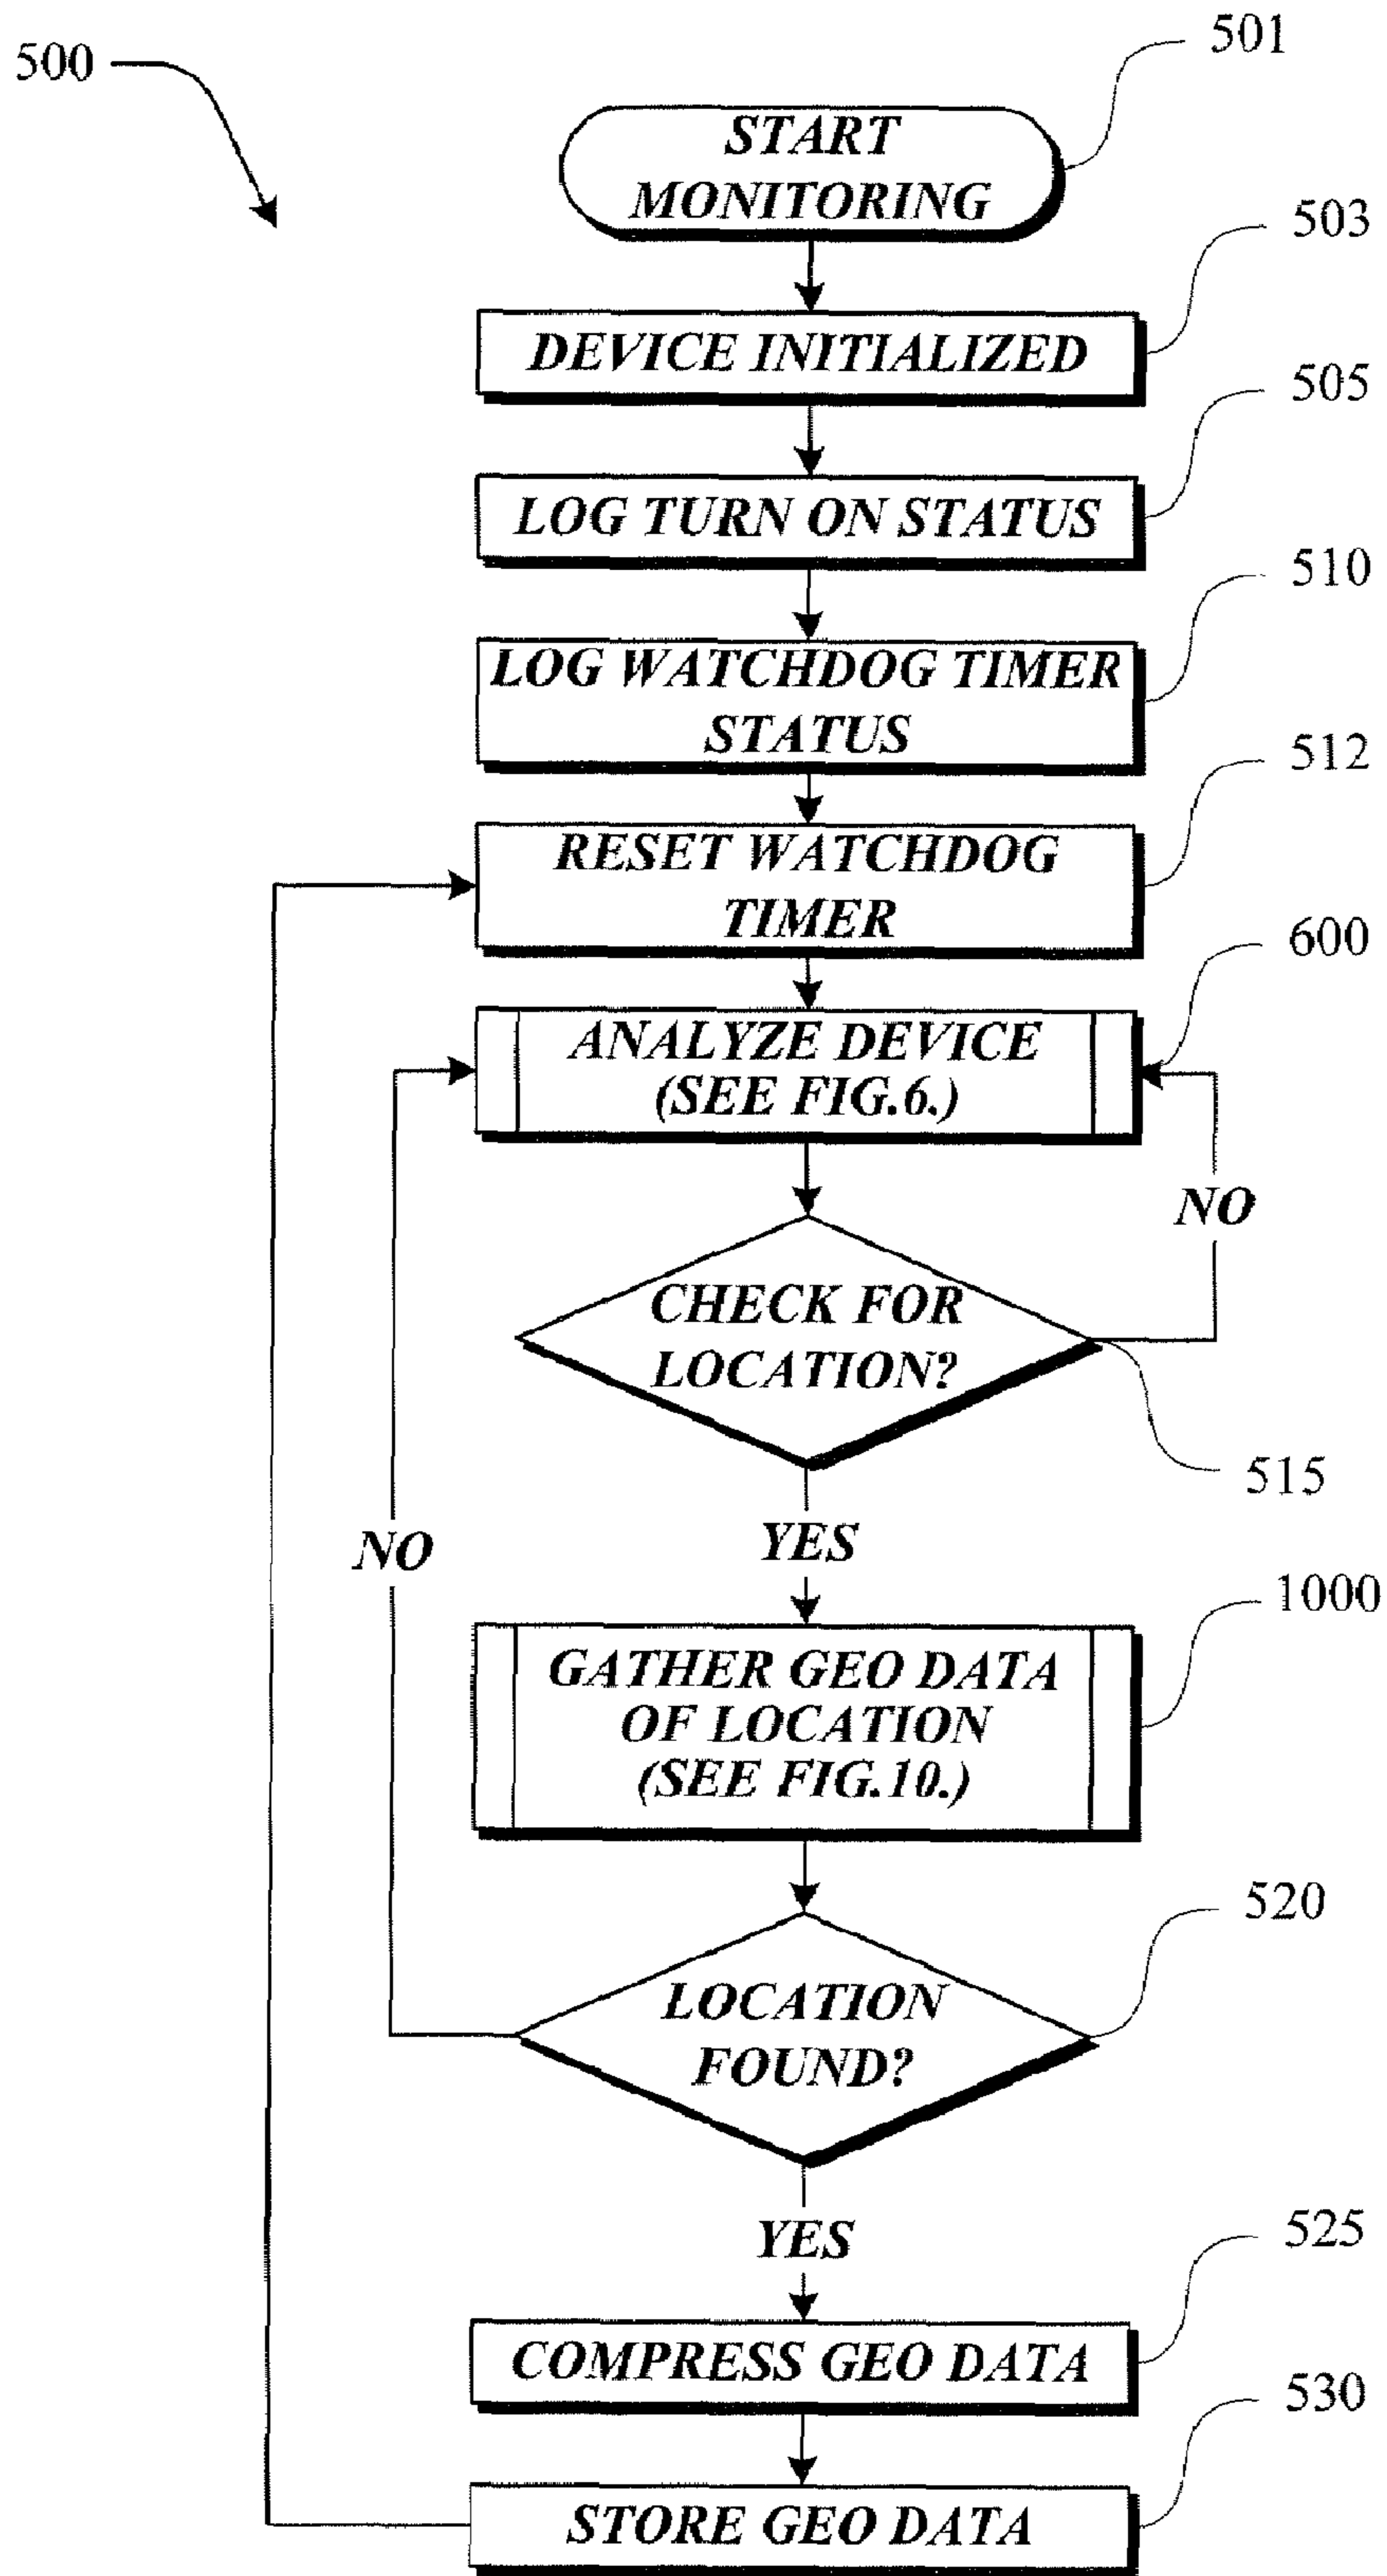 500
501
START
MONITORING
503
DEVICE INITIALIZED
505
LOG TURN ON STATUS
510
LOG WATCHDOG TIMER
STATUS
512
RESET WATCHDOG
TIMER
600
ANALYZE DEVICE
(SEE FIG.6.)
NO
CHECK FOR
LOCATION?
515
NO
YES
1000
GATHER GEO DATA
OF LOCATION
(SEE FIG.10.)
520
LOCATION
FOUND?
YES
525
COMPRESS GEO DATA
530
STORE GEO DATA